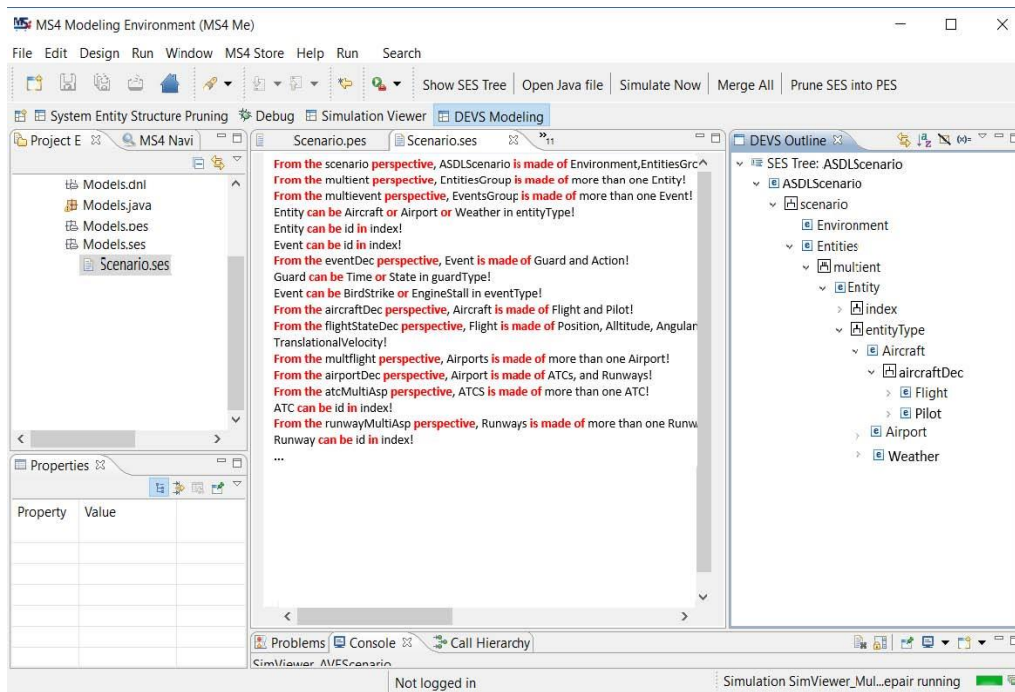 MS4 Modeling Environment (MS4 Me)
File Edit Design Run Window MS4 Store Help Run Search
Show SES Tree Open Java file Simulate Now Merge All Prune SES into PES
System Entity Structure Pruning Debug Simulation Viewer DEVS Modeling
Project E MS4 Navi
Models.dnl
Models.java
Models.pes
Models.ses
Scenario.ses
Properties
Property Value
Scenario.pes Scenario.ses »11
From the scenario perspective, ASDLScenario is made of Environment,EntitiesGrc
From the multient perspective, EntitiesGroup is made of more than one Entity!
From the multievent perspective, EventsGroup is made of more than one Event!
Entity can be Aircraft or Airport or Weather in entityType!
Entity can be id in index!
Event can be id in index!
From the eventDec perspective, Event is made of Guard and Action!
Guard can be Time or State in guardType!
Event can be BirdStrike or EngineStall in eventType!
From the aircraftDec perspective, Aircraft is made of Flight and Pilot!
From the flightStateDec perspective, Flight is made of Position, Alltitude, Angular
TranslationalVelocity!
From the multflight perspective, Airports is made of more than one Airport!
From the airportDec perspective, Airport is made of ATCs, and Runways!
From the atcMultiAsp perspective, ATCS is made of more than one ATC!
ATC can be id in index!
From the runwayMultiAsp perspective, Runways is made of more than one Runw
Runway can be id in index!
...
Problems Console Call Hierarchy
SimViewer_AVESScenario
DEVS Outline
SES Tree: ASDLScenario
ASDLScenario
scenario
Environment
Entities
multient
Entity
index
entityType
Aircraft
aircraftDec
Flight
Pilot
Airport
Weather
Not logged in
Simulation SimViewer_Mul...epair running